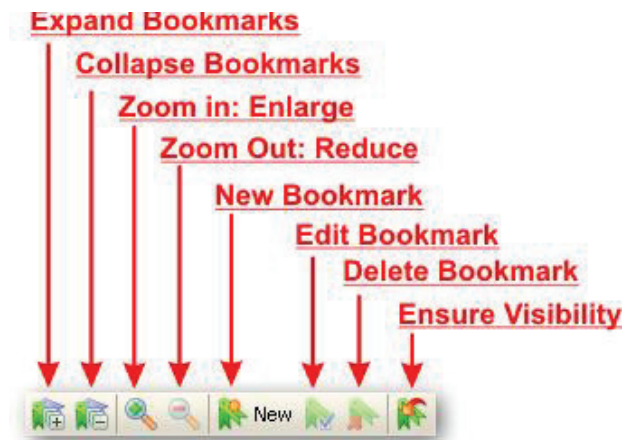 Expand Bookmarks
Collapse Bookmarks
Zoom in: Enlarge
Zoom Out: Reduce
New Bookmark
Edit Bookmark
Delete Bookmark
Ensure Visibility
New